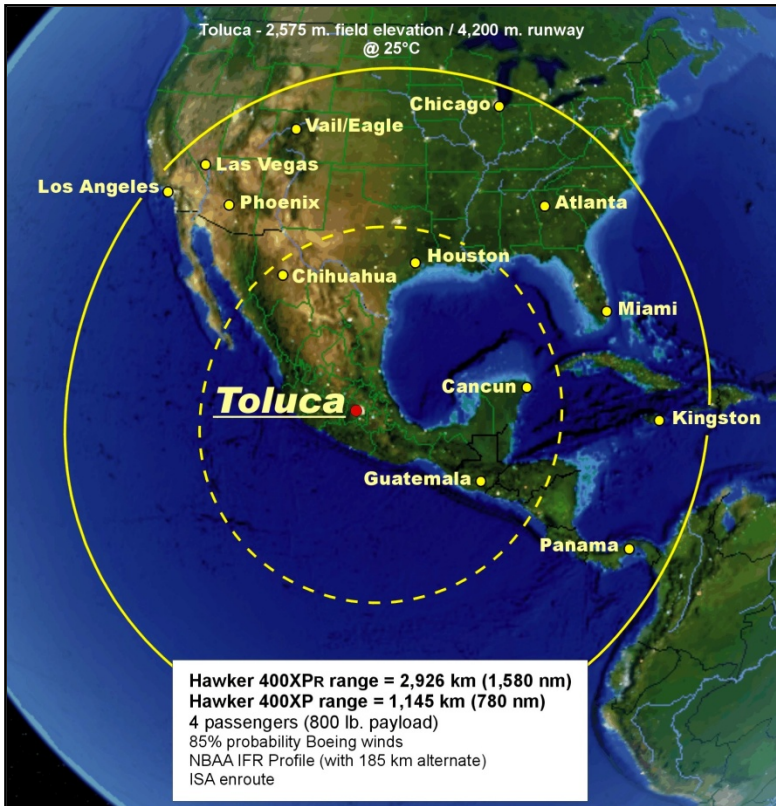 Toluca - 2,575 m. field elevation / 4,200 m. runway
@ 25°C
Chicago
Vail/Eagle
Las Vegas
Los Angeles
Phoenix
Atlanta
Houston
Chihuahua
Miami
Cancun
Toluca
Kingston
Guatemala
Panama
Hawker 400XPR range = 2,926 km (1,580 nm)
Hawker 400XP range = 1,145 km (780 nm)
4 passengers (800 lb. payload)
85% probability Boeing winds
NBAA IFR Profile (with 185 km alternate)
ISA enroute